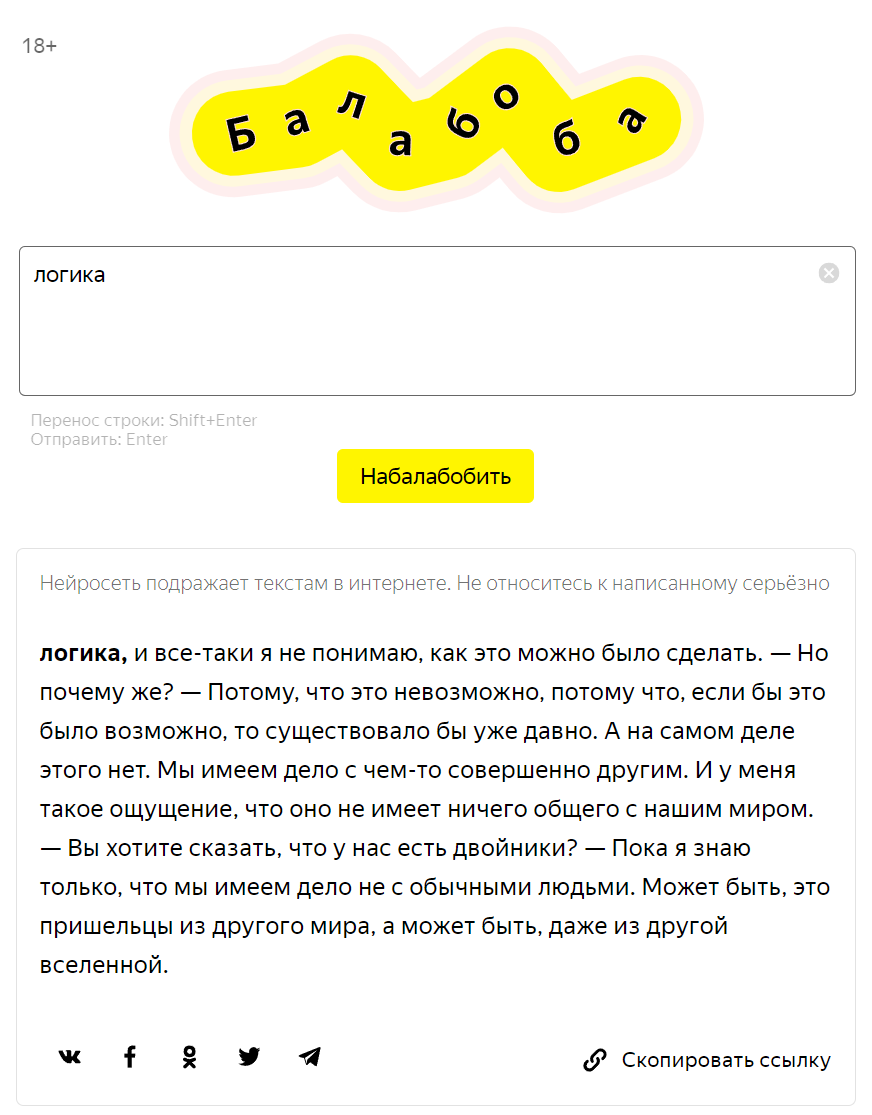 18+
Балабоба
логика
Перенос строки: Shift+Enter
Отправить: Enter
Набалабобить
Нейросеть подражает текстам в интернете. Не относитесь к написанному серьёзно
логика, и все-таки я не понимаю, как это можно было сделать. — Но
почему же? — Потому, что это невозможно, потому что, если бы это
было возможно, то существовало бы уже давно. А на самом деле
этого нет. Мы имеем дело с чем-то совершенно другим. И у меня
такое ощущение, что оно не имеет ничего общего с нашим миром.
— Вы хотите сказать, что у нас есть двойники? — Пока я знаю
только, что мы имеем дело не с обычными людьми. Может быть, это
пришельцы из другого мира, а может быть, даже из другой
вселенной.
Скопировать ссылку